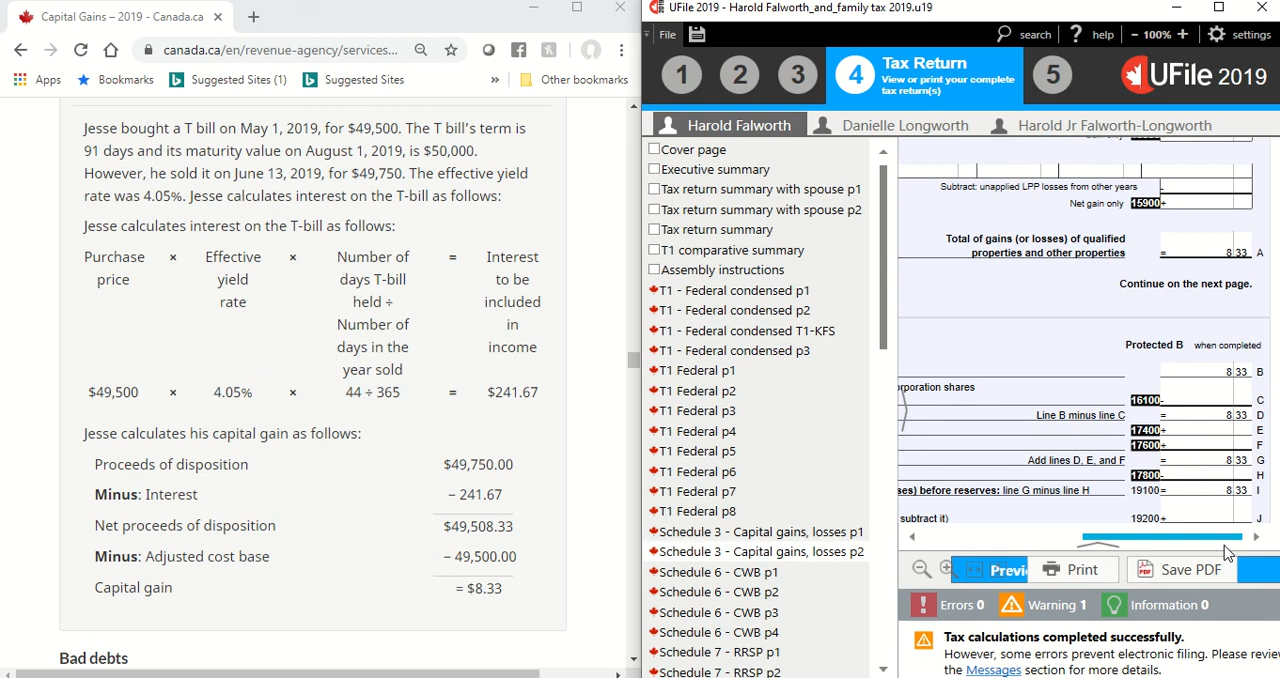 Capital Gains – 2019 - Canada.ca
canada.ca/en/revenue-agency/services...
Apps
Bookmarks
Suggested Sites (1)
Suggested Sites
»
Other bookmarks
Jesse bought a T bill on May 1, 2019, for $49,500. The T bill's term is
91 days and its maturity value on August 1, 2019, is $50,000.
However, he sold it on June 13, 2019, for $49,750. The effective yield
rate was 4.05%. Jesse calculates interest on the T-bill as follows:
Jesse calculates interest on the T-bill as follows:
Purchase × Effective × Number of = Interest
price yield days T-bill to be
rate held ÷ included
Number of in
days in the income
year sold
$49,500 × 4.05% × 44 ÷ 365 = $241.67
Jesse calculates his capital gain as follows:
Proceeds of disposition $49,750.00
Minus: Interest − 241.67
Net proceeds of disposition $49,508.33
Minus: Adjusted cost base − 49,500.00
Capital gain = $8.33
Bad debts
UFile 2019 - Harold Falworth_and_family tax 2019.u19
File
search
? help
− 100% +
settings
1
2
3
4
Tax Return
View or print your complete
tax return(s)
5
UFile 2019
Harold Falworth
Danielle Longworth
Harold Jr Falworth-Longworth
Cover page
Executive summary
Tax return summary with spouse p1
Tax return summary with spouse p2
Tax return summary
T1 comparative summary
Assembly instructions
T1 - Federal condensed p1
T1 - Federal condensed p2
T1 - Federal condensed T1-KFS
T1 - Federal condensed p3
T1 Federal p1
T1 Federal p2
T1 Federal p3
T1 Federal p4
T1 Federal p5
T1 Federal p6
T1 Federal p7
T1 Federal p8
Schedule 3 - Capital gains, losses p1
Schedule 3 - Capital gains, losses p2
Schedule 6 - CWB p1
Schedule 6 - CWB p2
Schedule 6 - CWB p3
Schedule 6 - CWB p4
Schedule 7 - RRSP p1
Schedule 7 - RRSP p2
Subtract: unapplied LPP losses from other years -
Net gain only 15900+
Total of gains (or losses) of qualified
properties and other properties = 8 33 A
Continue on the next page.
Protected B when completed
8 33 B
rporation shares
16100- C
Line B minus line C = 8 33 D
17400+ E
17600+ F
Add lines D, E, and F = 8 33 G
17800- H
ses) before reserves: line G minus line H 19100= 8 33 I
subtract it) 19200+ J
Previ
Print
Save PDF
Errors 0
Warning 1
Information 0
Tax calculations completed successfully.
However, some errors prevent electronic filing. Please review
the Messages section for more details.